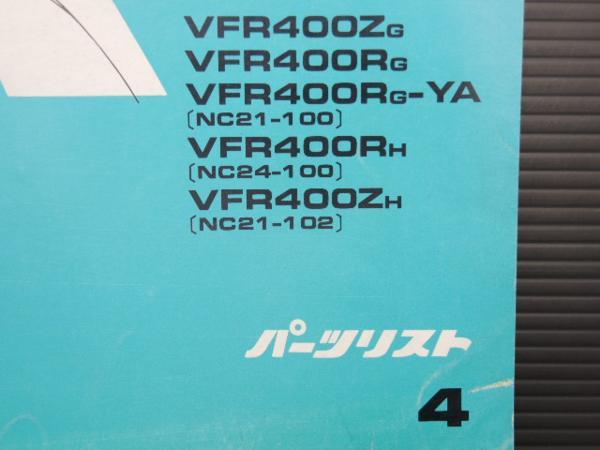 VFR400ZG
VFR400RG
VFR400RG-YA
〔NC21-100〕
VFR400RH
〔NC24-100〕
VFR400ZH
〔NC21-102〕
パーツリスト
4